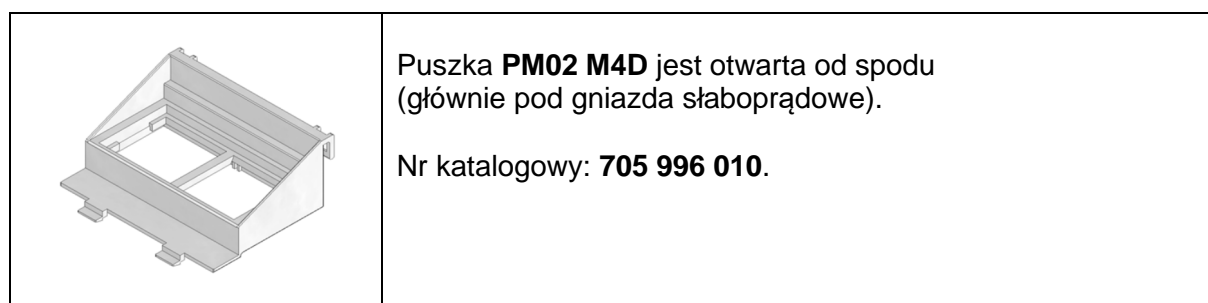 Puszka PM02 M4D jest otwarta od spodu
(głównie pod gniazda słaboprądowe).
Nr katalogowy: 705 996 010.